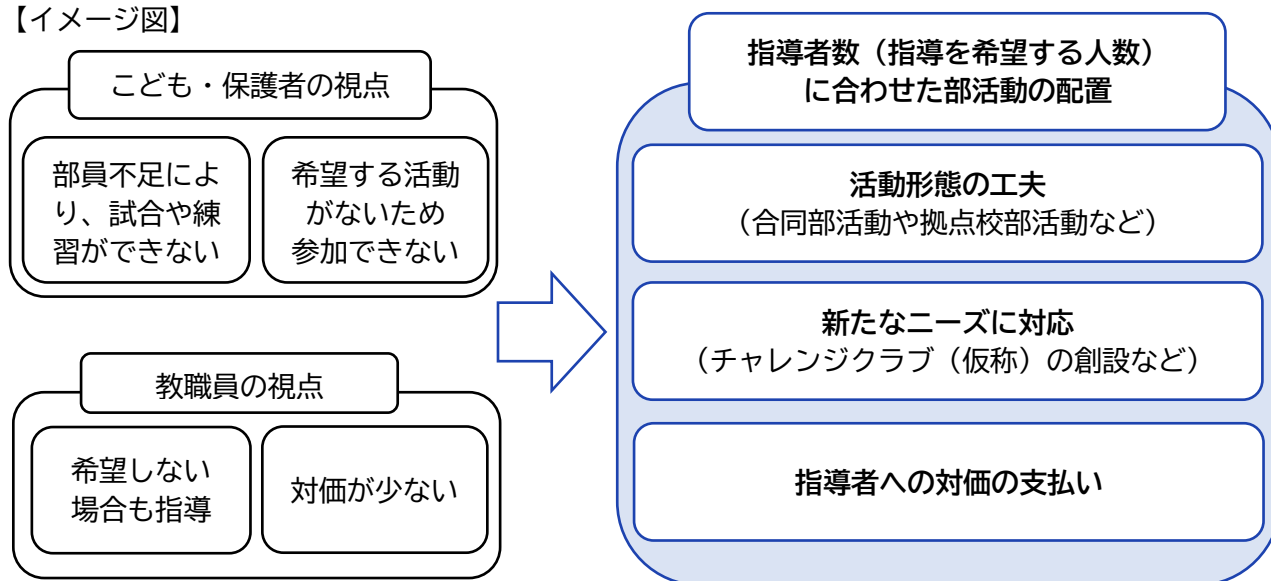 【イメージ図】
こども・保護者の視点
部員不足によ
り、試合や練
習ができない
希望する活動
がないため
参加できない
教職員の視点
希望しない
場合も指導
対価が少ない
指導者数（指導を希望する人数）
に合わせた部活動の配置
活動形態の工夫
（合同部活動や拠点校部活動など）
新たなニーズに対応
（チャレンジクラブ（仮称）の創設など）
指導者への対価の支払い